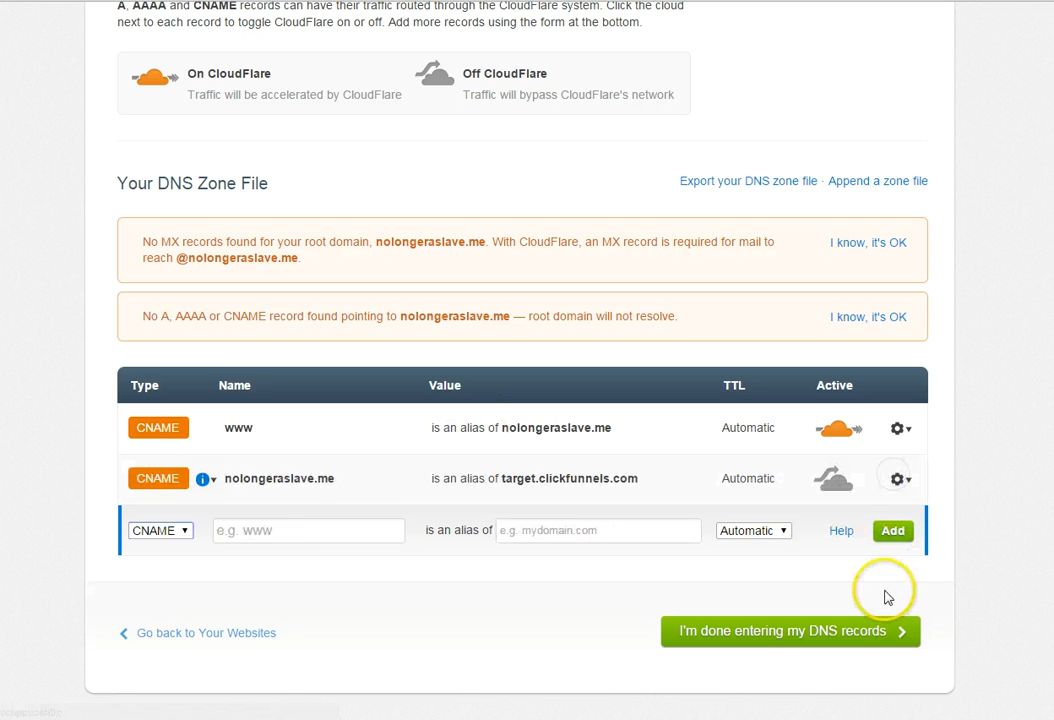 A, AAAA and CNAME records can have their traffic routed through the CloudFlare system. Click the cloud
next to each record to toggle CloudFlare on or off. Add more records using the form at the bottom.
On CloudFlare
Traffic will be accelerated by CloudFlare
Off CloudFlare
Traffic will bypass CloudFlare's network
Your DNS Zone File
Export your DNS zone file · Append a zone file
No MX records found for your root domain, nolongeraslave.me. With CloudFlare, an MX record is required for mail to
reach @nolongeraslave.me.
I know, it's OK
No A, AAAA or CNAME record found pointing to nolongeraslave.me — root domain will not resolve.
I know, it's OK
Type Name Value TTL Active
CNAME www is an alias of nolongeraslave.me Automatic
CNAME i nolongeraslave.me is an alias of target.clickfunnels.com Automatic
CNAME e.g. www is an alias of e.g. mydomain.com Automatic Help Add
Go back to Your Websites
I'm done entering my DNS records